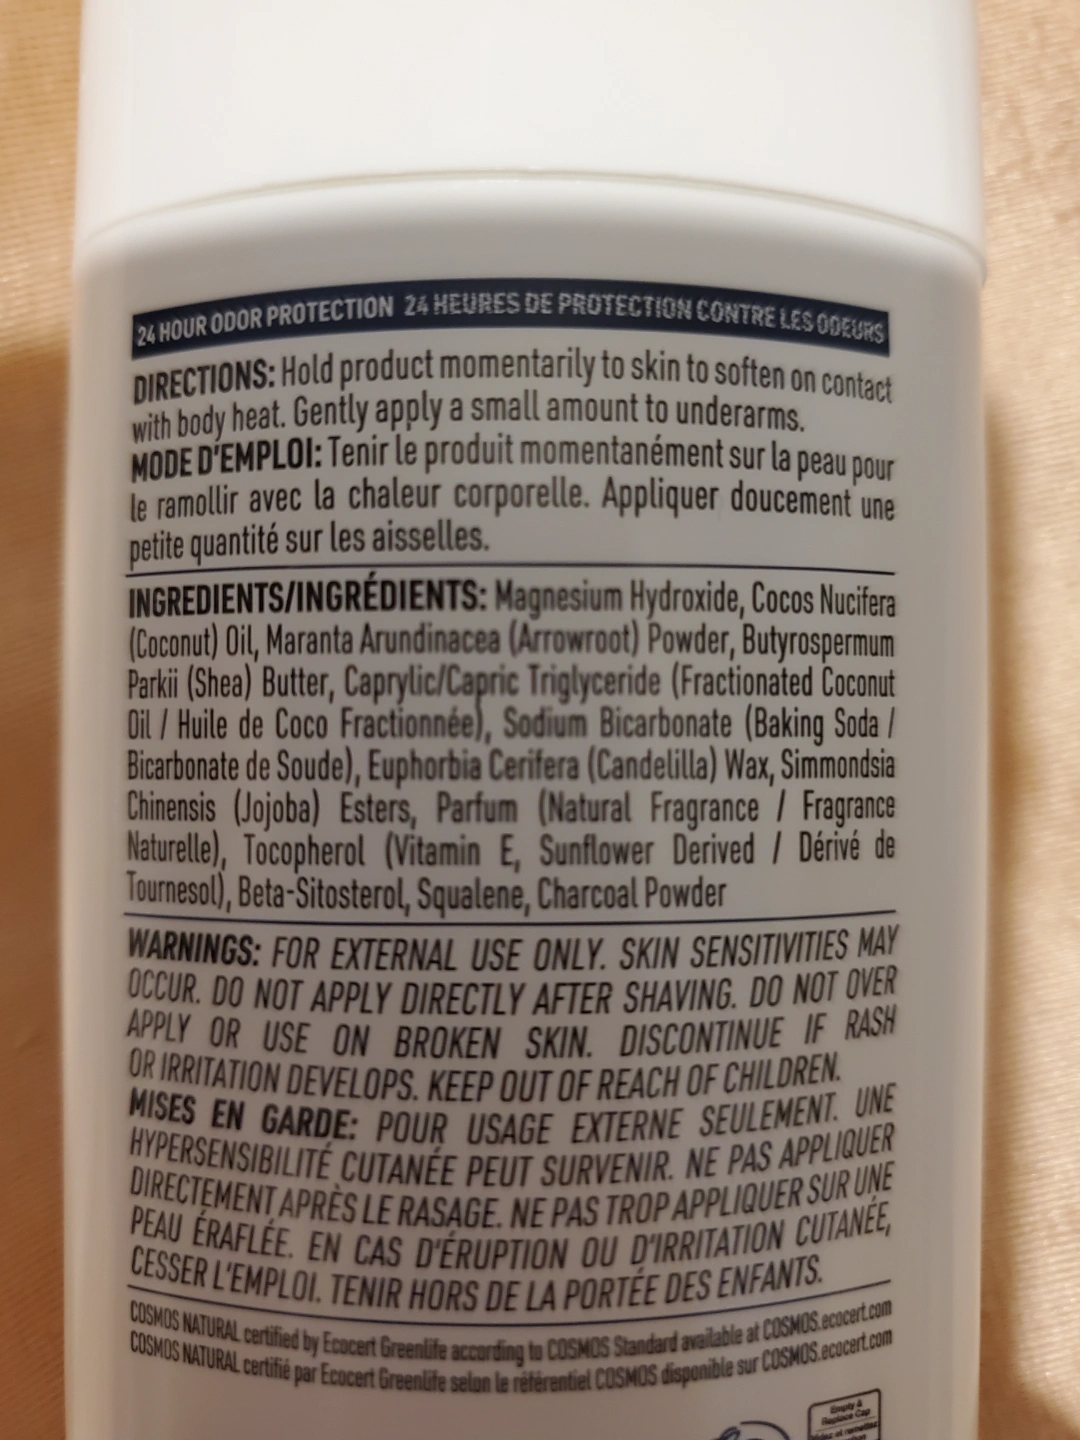 24 HOUR ODOR PROTECTION 24 HEURES DE PROTECTION CONTRE LES ODEURS
DIRECTIONS: Hold product momentarily to skin to soften on contact
with body heat. Gently apply a small amount to underarms.
MODE D'EMPLOI: Tenir le produit momentanément sur la peau pour
le ramollir avec la chaleur corporelle. Appliquer doucement une
petite quantité sur les aisselles.
INGREDIENTS/INGRÉDIENTS: Magnesium Hydroxide, Cocos Nucifera
(Coconut) Oil, Maranta Arundinacea (Arrowroot) Powder, Butyrospermum
Parkii (Shea) Butter, Caprylic/Capric Triglyceride (Fractionated Coconut
Oil / Huile de Coco Fractionnée), Sodium Bicarbonate (Baking Soda /
Bicarbonate de Soude), Euphorbia Cerifera (Candelilla) Wax, Simmondsia
Chinensis (Jojoba) Esters, Parfum (Natural Fragrance / Fragrance
Naturelle), Tocopherol (Vitamin E, Sunflower Derived / Dérivé de
Tournesol), Beta-Sitosterol, Squalene, Charcoal Powder
WARNINGS: FOR EXTERNAL USE ONLY. SKIN SENSITIVITIES MAY
OCCUR. DO NOT APPLY DIRECTLY AFTER SHAVING. DO NOT OVER
APPLY OR USE ON BROKEN SKIN. DISCONTINUE IF RASH
OR IRRITATION DEVELOPS. KEEP OUT OF REACH OF CHILDREN.
MISES EN GARDE: POUR USAGE EXTERNE SEULEMENT. UNE
HYPERSENSIBILITÉ CUTANÉE PEUT SURVENIR. NE PAS APPLIQUER
DIRECTEMENT APRÈS LE RASAGE. NE PAS TROP APPLIQUER SUR UNE
PEAU ÉRAFLÉE. EN CAS D'ÉRUPTION OU D'IRRITATION CUTANÉE,
CESSER L'EMPLOI. TENIR HORS DE LA PORTÉE DES ENFANTS.
COSMOS NATURAL certified by Ecocert Greenlife according to COSMOS Standard available at COSMOS.ecocert.com
COSMOS NATURAL certifié par Ecocert Greenlife selon le référentiel COSMOS disponible sur COSMOS.ecocert.com
Empty &
Replace Cap